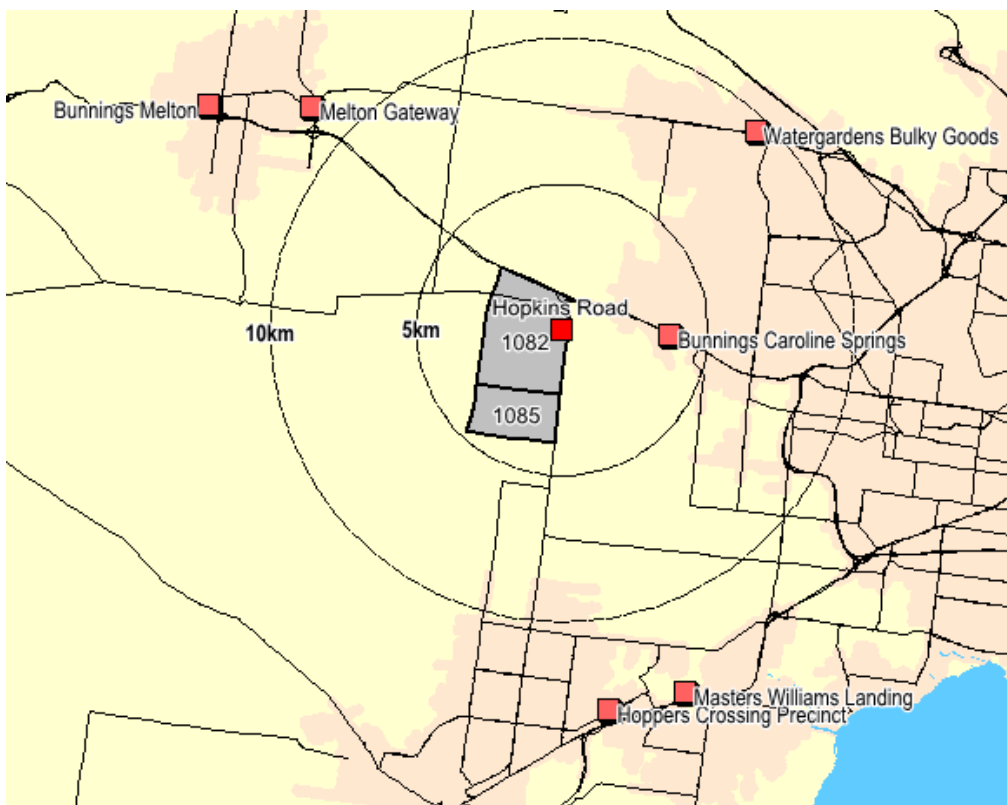 Bunnings Melton
Melton Gateway
Watergardens Bulky Goods
Hopkins Road
10km
5km
1082
Bunnings Caroline Springs
1085
Masters Williams Landing
Hoppers Crossing Precinct